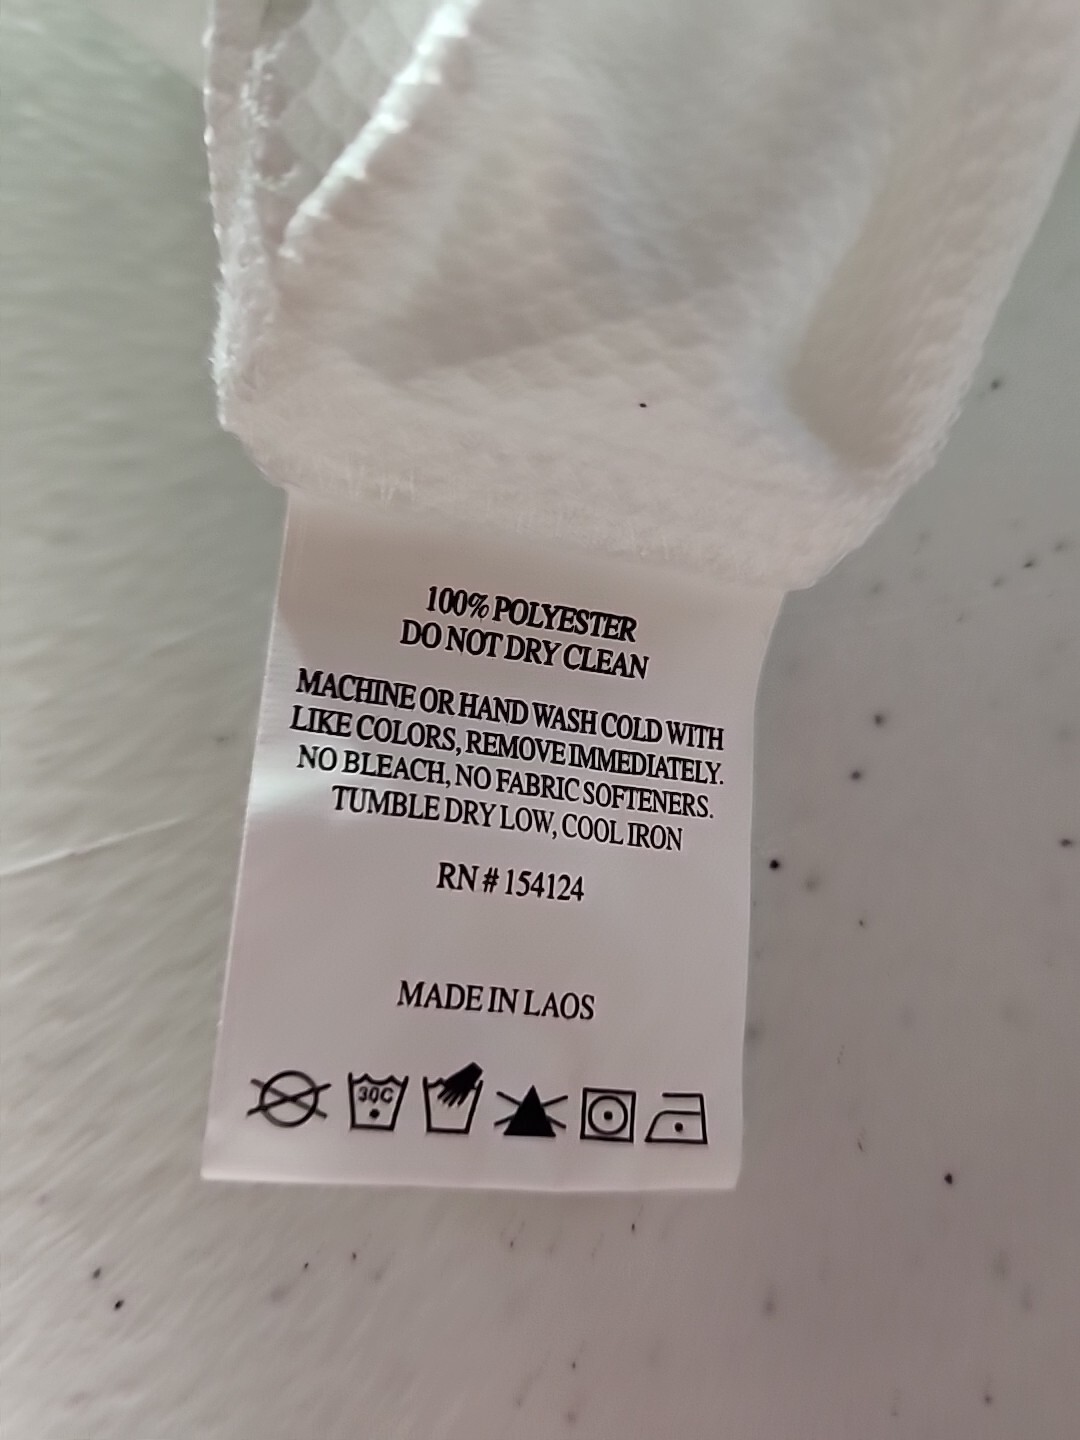 100% POLYESTER
DO NOT DRY CLEAN
MACHINE OR HAND WASH COLD WITH
LIKE COLORS, REMOVE IMMEDIATELY.
NO BLEACH, NO FABRIC SOFTENERS.
TUMBLE DRY LOW, COOL IRON
RN # 154124
MADE IN LAOS
30C